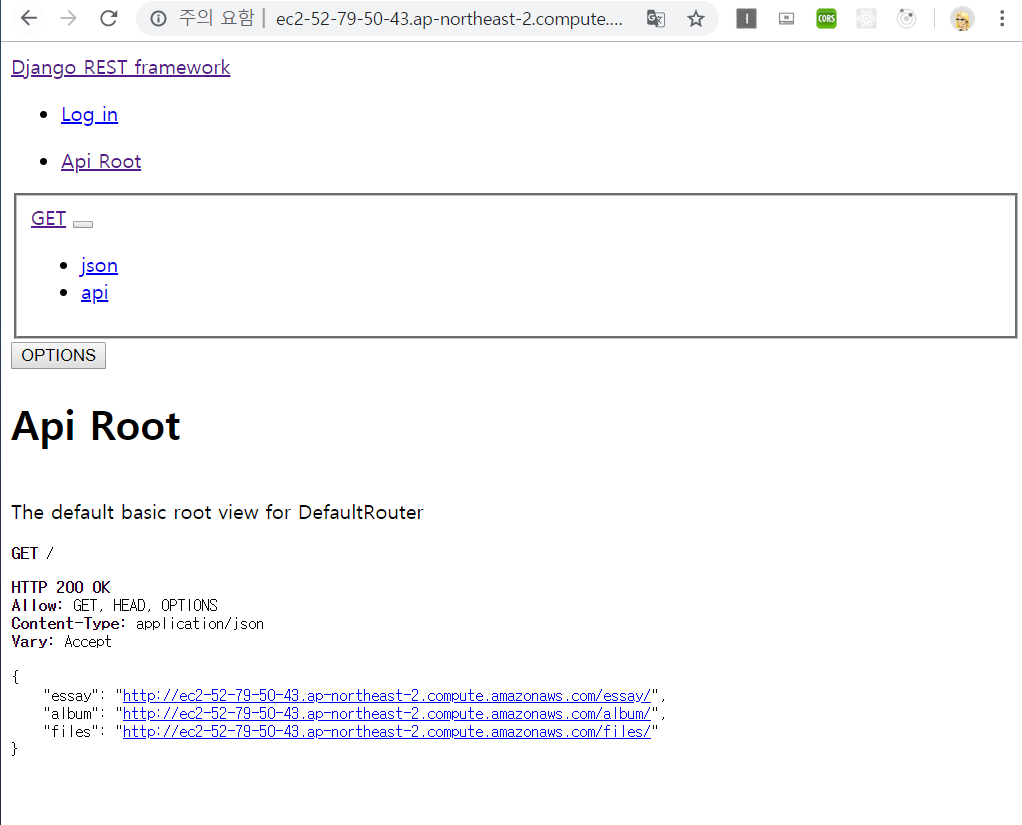 주의 요함 | ec2-52-79-50-43.ap-northeast-2.compute....
CORS
Django REST framework
Log in
Api Root
GET
json
api
OPTIONS
Api Root
The default basic root view for DefaultRouter
GET /
HTTP 200 OK
Allow: GET, HEAD, OPTIONS
Content-Type: application/json
Vary: Accept
{
"essay": "http://ec2-52-79-50-43.ap-northeast-2.compute.amazonaws.com/essay/",
"album": "http://ec2-52-79-50-43.ap-northeast-2.compute.amazonaws.com/album/",
"files": "http://ec2-52-79-50-43.ap-northeast-2.compute.amazonaws.com/files/"
}